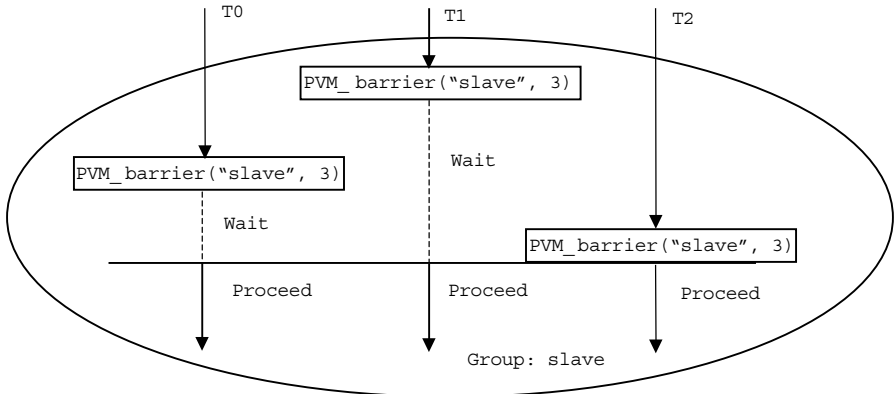 T0
T1
T2
PVM_barrier(“slave”, 3)
Wait
PVM_barrier(“slave”, 3)
Wait
PVM_barrier(“slave”, 3)
Proceed
Proceed
Proceed
Group: slave